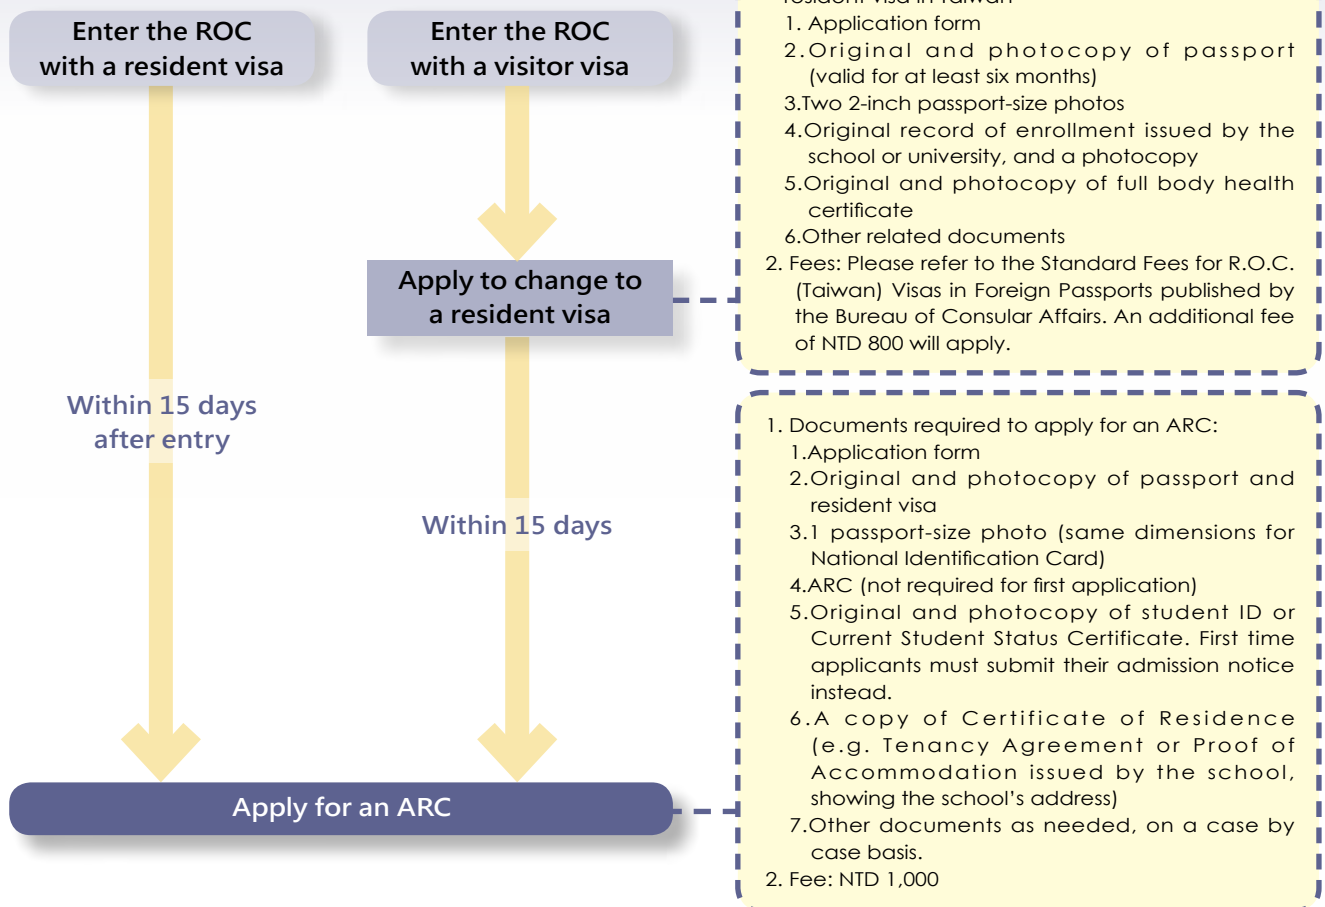 Enter the ROC
with a resident visa
Enter the ROC
with a visitor visa
Apply to change to
a resident visa
Within 15 days
after entry
Within 15 days
Apply for an ARC
resident visa in Taiwan
1. Application form
2.Original and photocopy of passport
(valid for at least six months)
3.Two 2-inch passport-size photos
4.Original record of enrollment issued by the
school or university, and a photocopy
5.Original and photocopy of full body health
certificate
6.Other related documents
2. Fees: Please refer to the Standard Fees for R.O.C.
(Taiwan) Visas in Foreign Passports published by
the Bureau of Consular Affairs. An additional fee
of NTD 800 will apply.
1. Documents required to apply for an ARC:
1.Application form
2.Original and photocopy of passport and
resident visa
3.1 passport-size photo (same dimensions for
National Identification Card)
4.ARC (not required for first application)
5.Original and photocopy of student ID or
Current Student Status Certificate. First time
applicants must submit their admission notice
instead.
6.A copy of Certificate of Residence
(e.g. Tenancy Agreement or Proof of
Accommodation issued by the school,
showing the school's address)
7.Other documents as needed, on a case by
case basis.
2. Fee: NTD 1,000